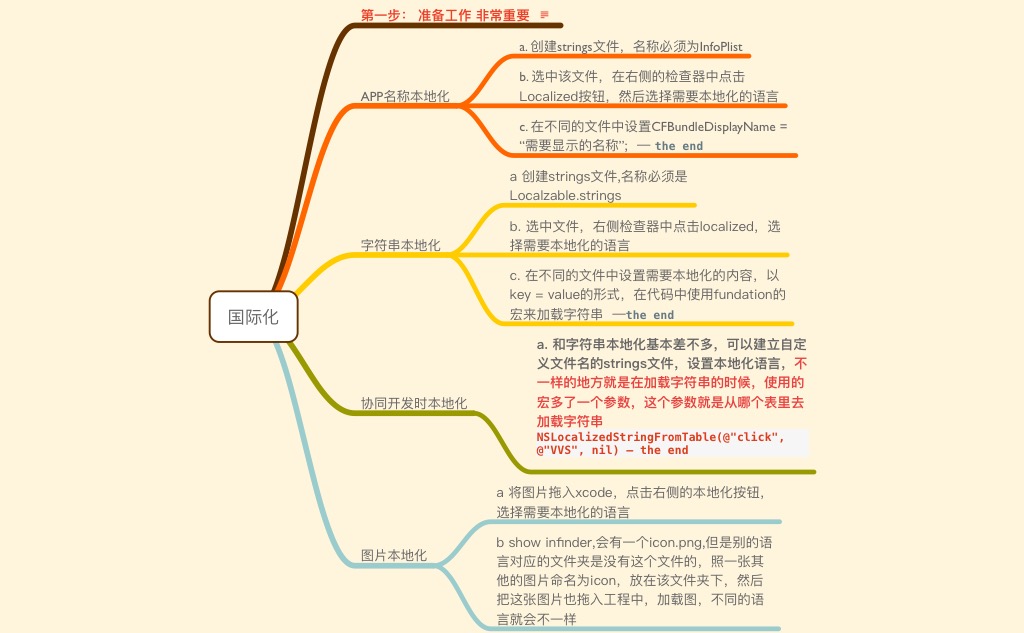 第一步： 准备工作 非常重要
a. 创建strings文件，名称必须为InfoPlist
b. 选中该文件，在右侧的检查器中点击
Localized按钮，然后选择需要本地化的语言
APP名称本地化
c. 在不同的文件中设置CFBundleDisplayName =
“需要显示的名称”；— the end
a 创建strings文件,名称必须是
Localzable.strings
b. 选中文件，右侧检查器中点击localized，选
择需要本地化的语言
字符串本地化
c. 在不同的文件中设置需要本地化的内容，以
key = value的形式，在代码中使用fundation的
宏来加载字符串 —the end
国际化
a. 和字符串本地化基本差不多，可以建立自定
义文件名的strings文件，设置本地化语言，不
一样的地方就是在加载字符串的时候，使用的
宏多了一个参数，这个参数就是从哪个表里去
加载字符串
NSLocalizedStringFromTable(@"click",
@"VVS", nil) — the end
协同开发时本地化
a 将图片拖入xcode，点击右侧的本地化按钮，
选择需要本地化的语言
图片本地化
b show infinder,会有一个icon.png,但是别的语
言对应的文件夹是没有这个文件的，照一张其
他的图片命名为icon，放在该文件夹下，然后
把这张图片也拖入工程中，加载图，不同的语
言就会不一样